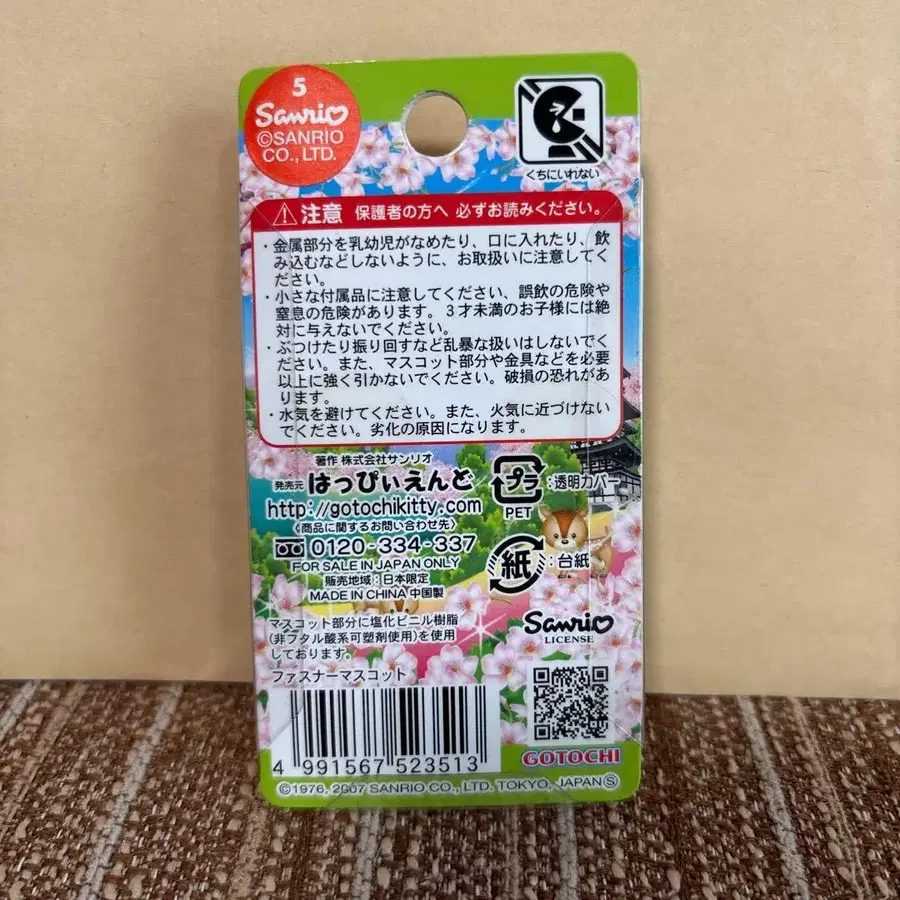 5
Sanrio
©SANRIO
CO., LTD.
くちにいれない
注意 保護者の方へ 必ずお読みください。
・金属部分を乳幼児がなめたり、口に入れたり、飲
み込むなどしないように、お取扱いに注意してく
ださい。
・小さな付属品に注意してください、誤飲の危険や
窒息の危険があります。3才未満のお子様には絶
対に与えないでください。
・ぶつけたり振り回すなど乱暴な扱いはしないでく
ださい。また、マスコット部分や金具などを必要
以上に強く引かないでください。破損の恐れがあ
ります。
・水気を避けてください。また、火気に近づけない
でください。劣化の原因になります。
著作 株式会社サンリオ
発売元 はっぴぃえんど
http://gotochikitty.com
《商品に関するお問い合わせ先》
0120-334-337
FOR SALE IN JAPAN ONLY
販売地域:日本限定
MADE IN CHINA 中国製
プラ:透明カバー
PET
紙:台紙
マスコット部分に塩化ビニル樹脂
(非フタル酸系可塑剤使用)を使用
しております。
ファスナーマスコット
Sanrio
LICENSE
4 991567 523513
GOTOCHI
©1976, 2007 SANRIO CO., LTD. TOKYO, JAPAN Ⓢ